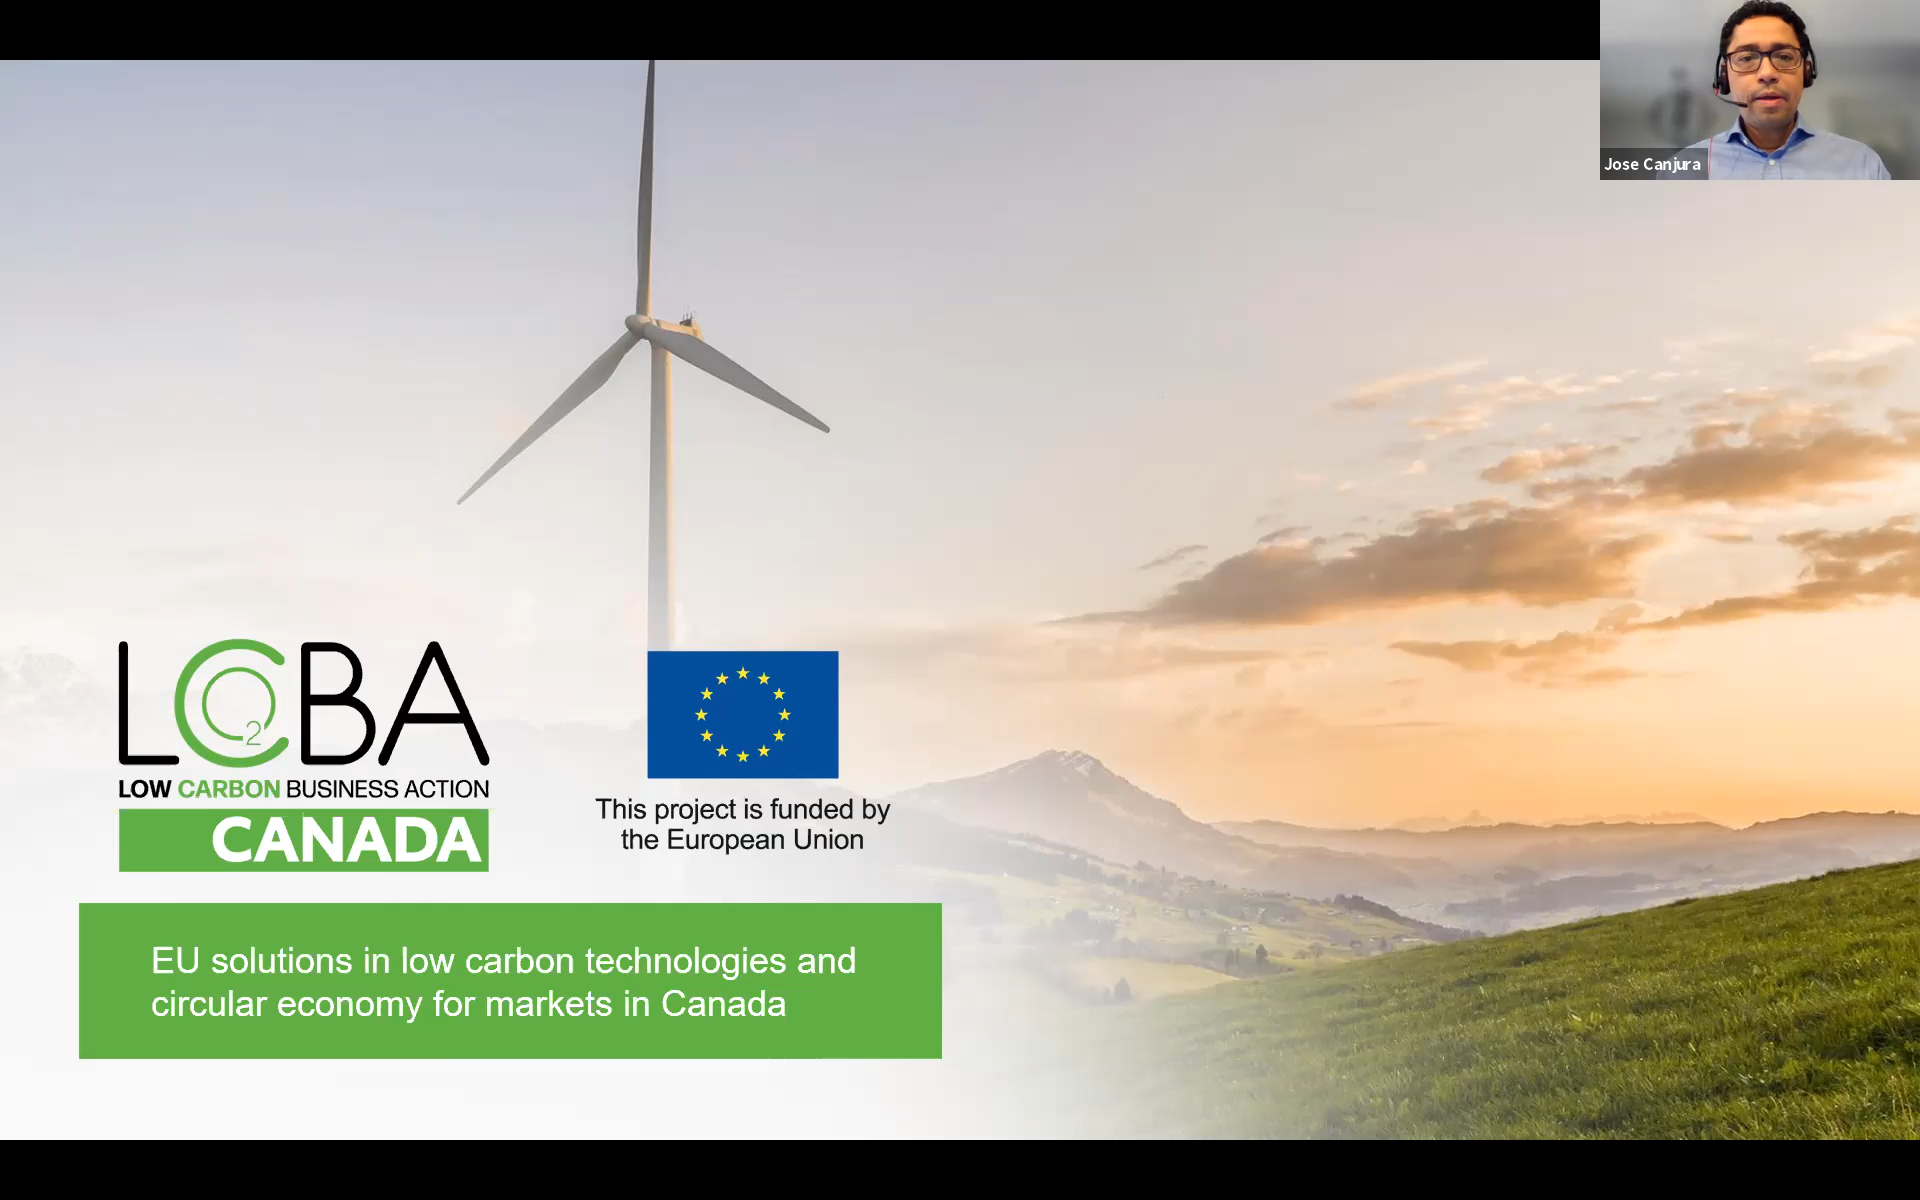 Jose Canjura
LCBA
2
LOW CARBON BUSINESS ACTION
CANADA
This project is funded by
the European Union
EU solutions in low carbon technologies and
circular economy for markets in Canada